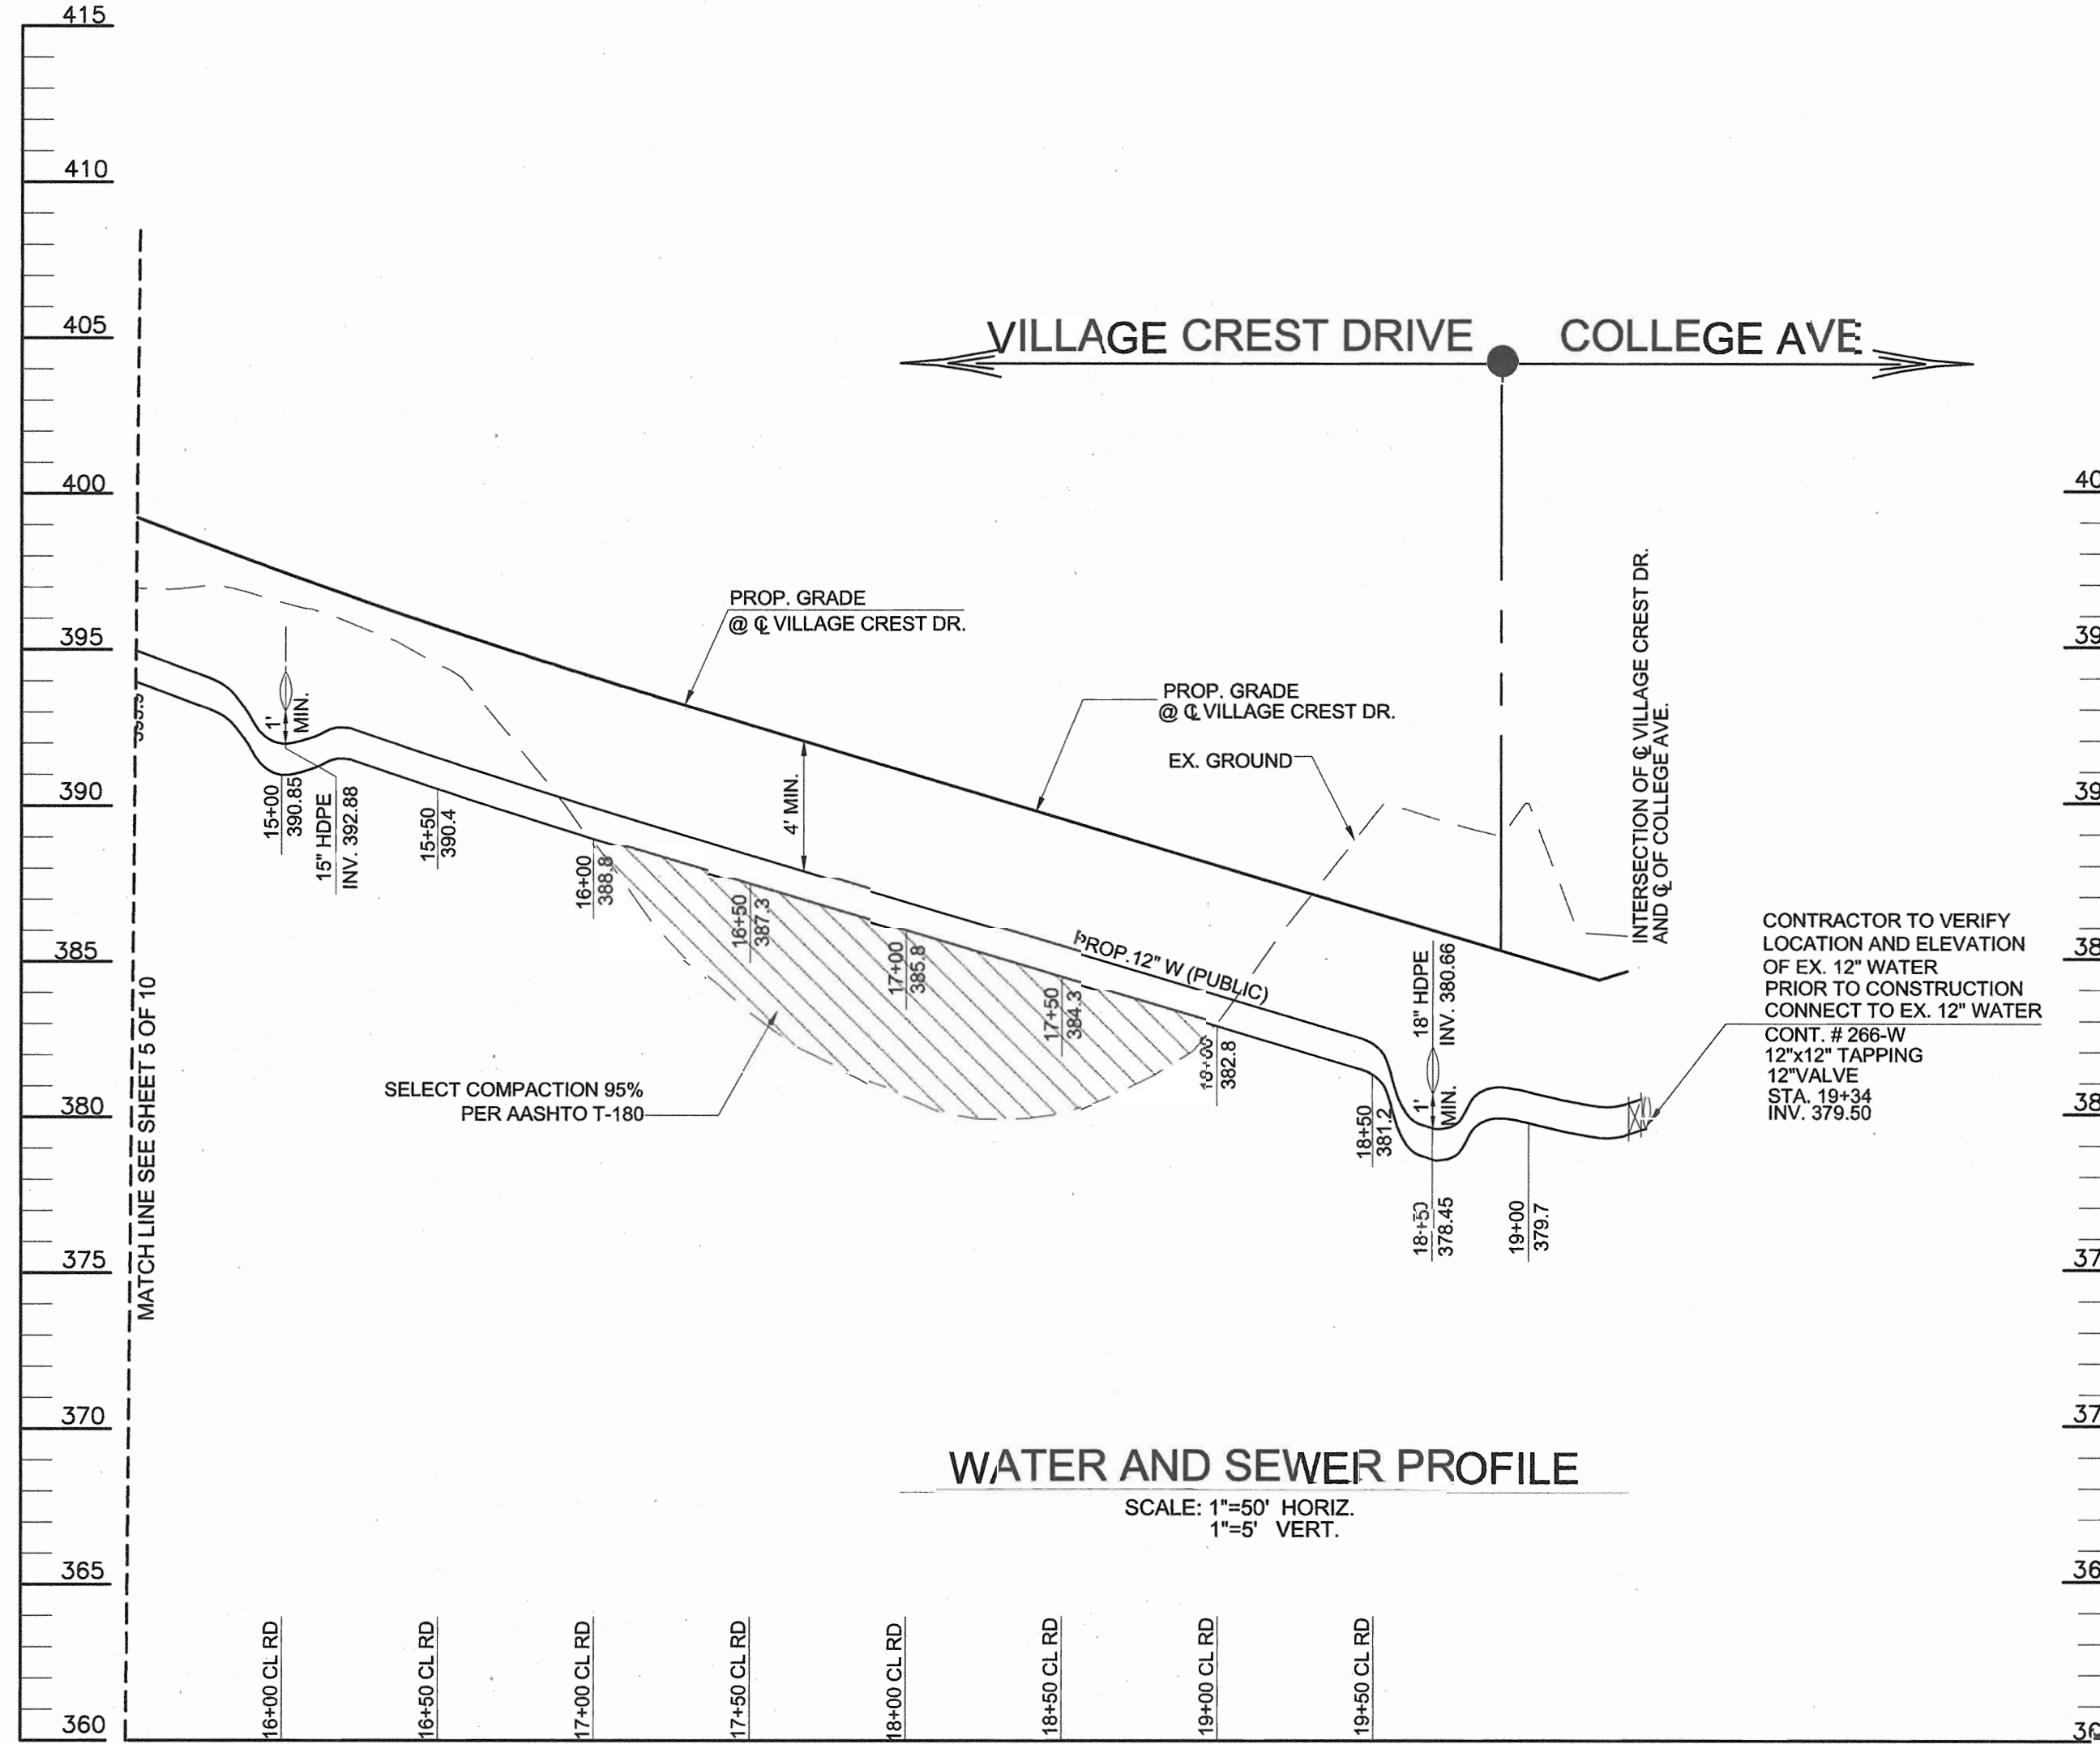 415
410
405
400
395
390
385
380
375
370
365
360
MATCH LINE SEE SHEET 5 OF 10
VILLAGE CREST DRIVE
COLLEGE AVE
PROP. GRADE
@ ℄ VILLAGE CREST DR.
PROP. GRADE
@ ℄ VILLAGE CREST DR.
EX. GROUND
1'
MIN.
15+00
390.85
15" HDPE
INV. 392.88
15+50
390.4
16+00
388.8
16+50
387.3
17+00
385.8
17+50
384.3
18+00
382.8
18+50
381.2
4' MIN.
PROP. 12" W (PUBLIC)
18" HDPE
INV. 380.66
1'
MIN.
18+50
378.45
19+00
379.7
SELECT COMPACTION 95%
PER AASHTO T-180
INTERSECTION OF ℄ VILLAGE CREST DR.
AND ℄ OF COLLEGE AVE.
CONTRACTOR TO VERIFY
LOCATION AND ELEVATION
OF EX. 12" WATER
PRIOR TO CONSTRUCTION
CONNECT TO EX. 12" WATER
CONT. # 266-W
12"x12" TAPPING
12"VALVE
STA. 19+34
INV. 379.50
WATER AND SEWER PROFILE
SCALE: 1"=50' HORIZ.
1"=5' VERT.
16+00 CL RD
16+50 CL RD
17+00 CL RD
17+50 CL RD
18+00 CL RD
18+50 CL RD
19+00 CL RD
19+50 CL RD